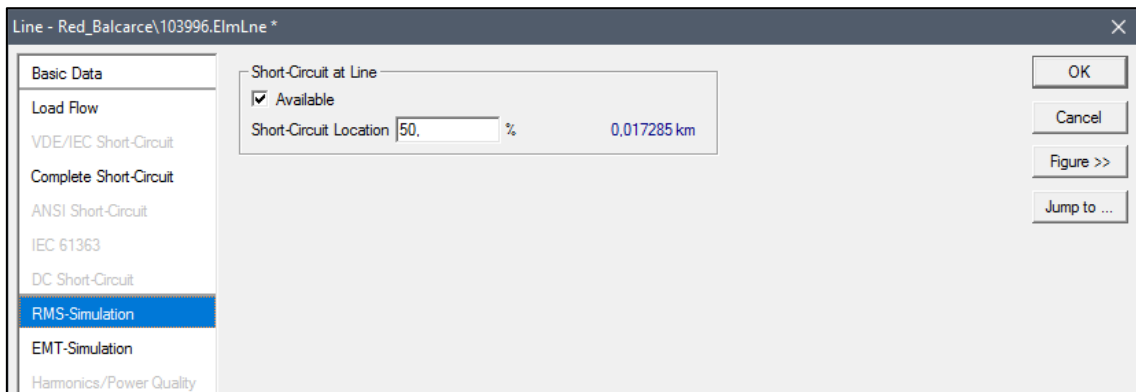 Line - Red_Balcarce\103996.ElmLne *
Basic Data
Load Flow
VDE/IEC Short-Circuit
Complete Short-Circuit
ANSI Short-Circuit
IEC 61363
DC Short-Circuit
RMS-Simulation
EMT-Simulation
Harmonics/Power Quality
Short-Circuit at Line
Available
Short-Circuit Location 50, % 0,017285 km
OK
Cancel
Figure >>
Jump to ...